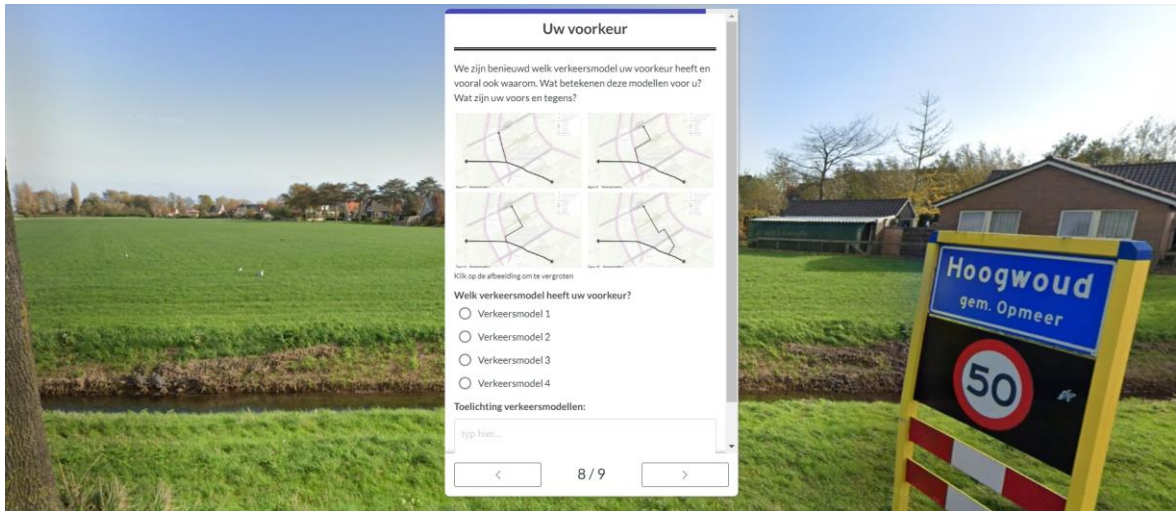 Uw voorkeur
We zijn benieuwd welk verkeersmodel uw voorkeur heeft en
vooral ook waarom. Wat betekenen deze modellen voor u?
Wat zijn uw voors en tegens?
Klik op de afbeelding om te vergroten
Welk verkeersmodel heeft uw voorkeur?
Verkeersmodel 1
Verkeersmodel 2
Verkeersmodel 3
Verkeersmodel 4
Toelichting verkeersmodellen:
typ hier...
< 8/9 >
Hoogwoud
gem. Opmeer
50